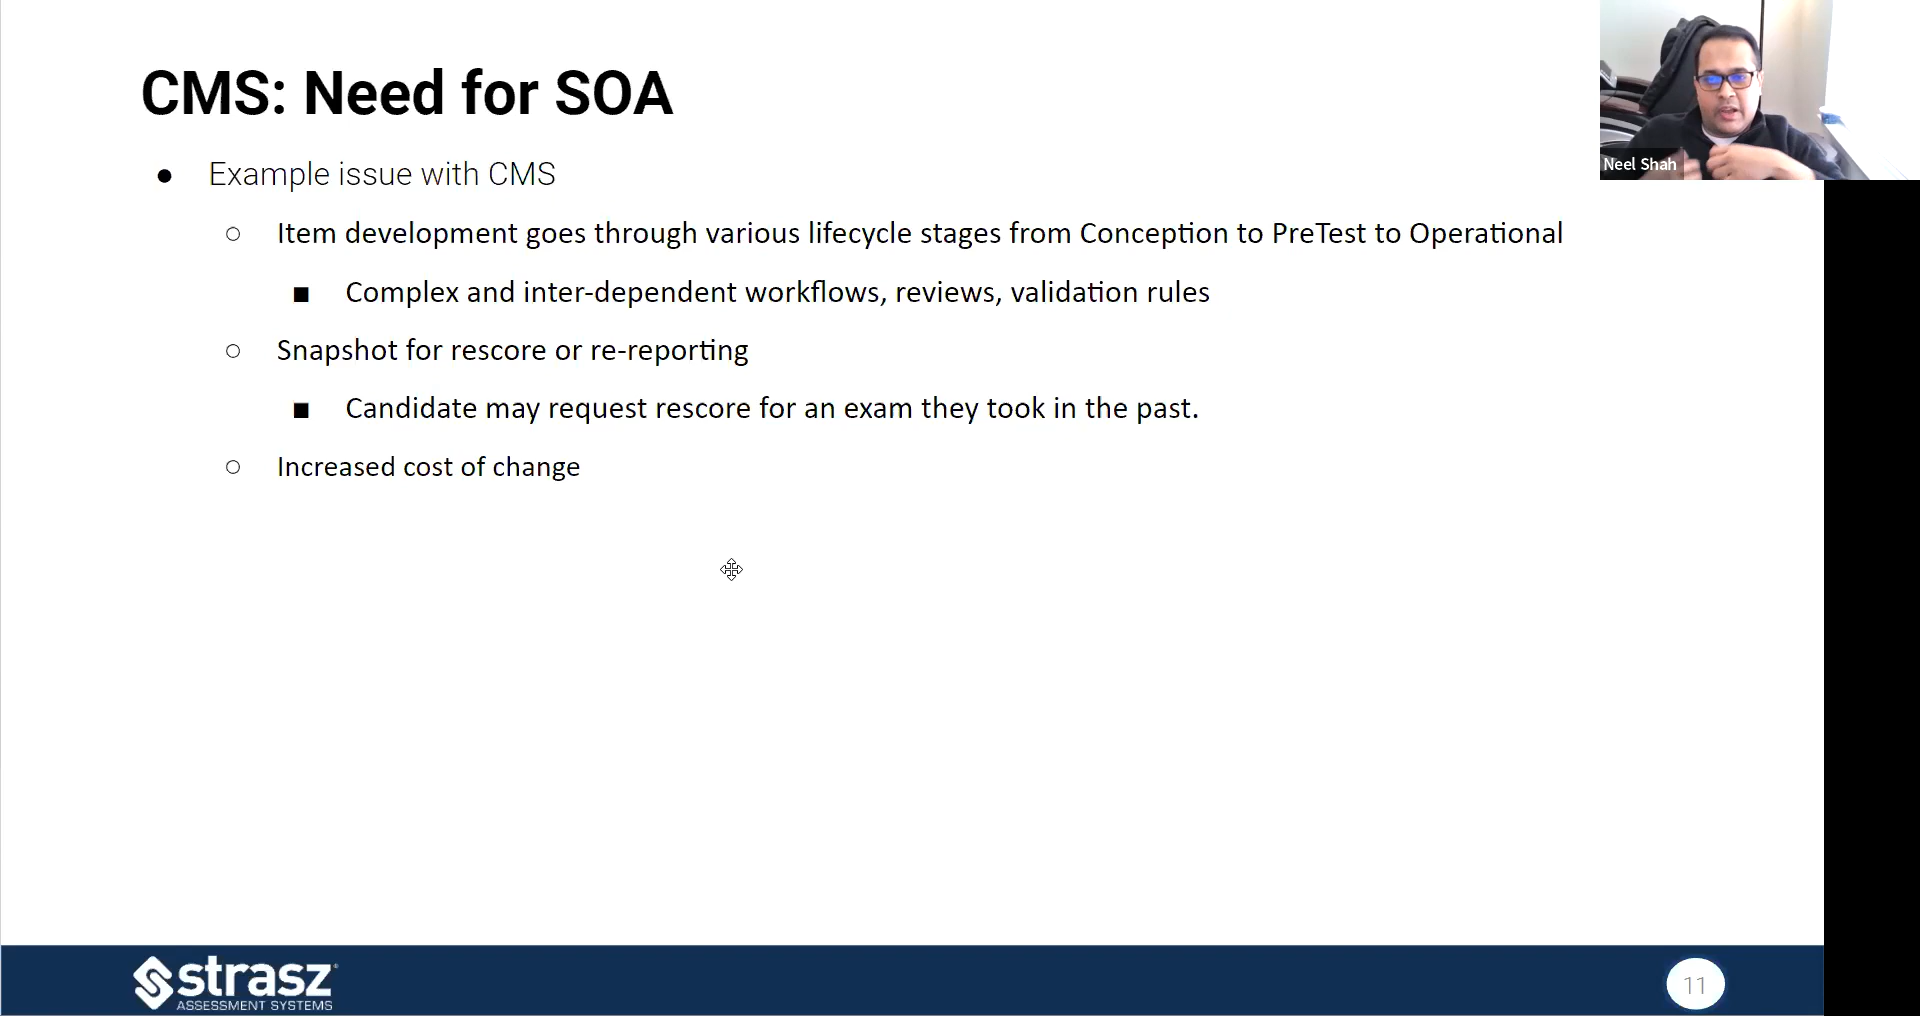 CMS: Need for SOA
Example issue with CMS
Item development goes through various lifecycle stages from Conception to PreTest to Operational
Complex and inter-dependent workflows, reviews, validation rules
Snapshot for rescore or re-reporting
Candidate may request rescore for an exam they took in the past.
Increased cost of change
Neel Shah
strasz
ASSESSMENT SYSTEMS
11